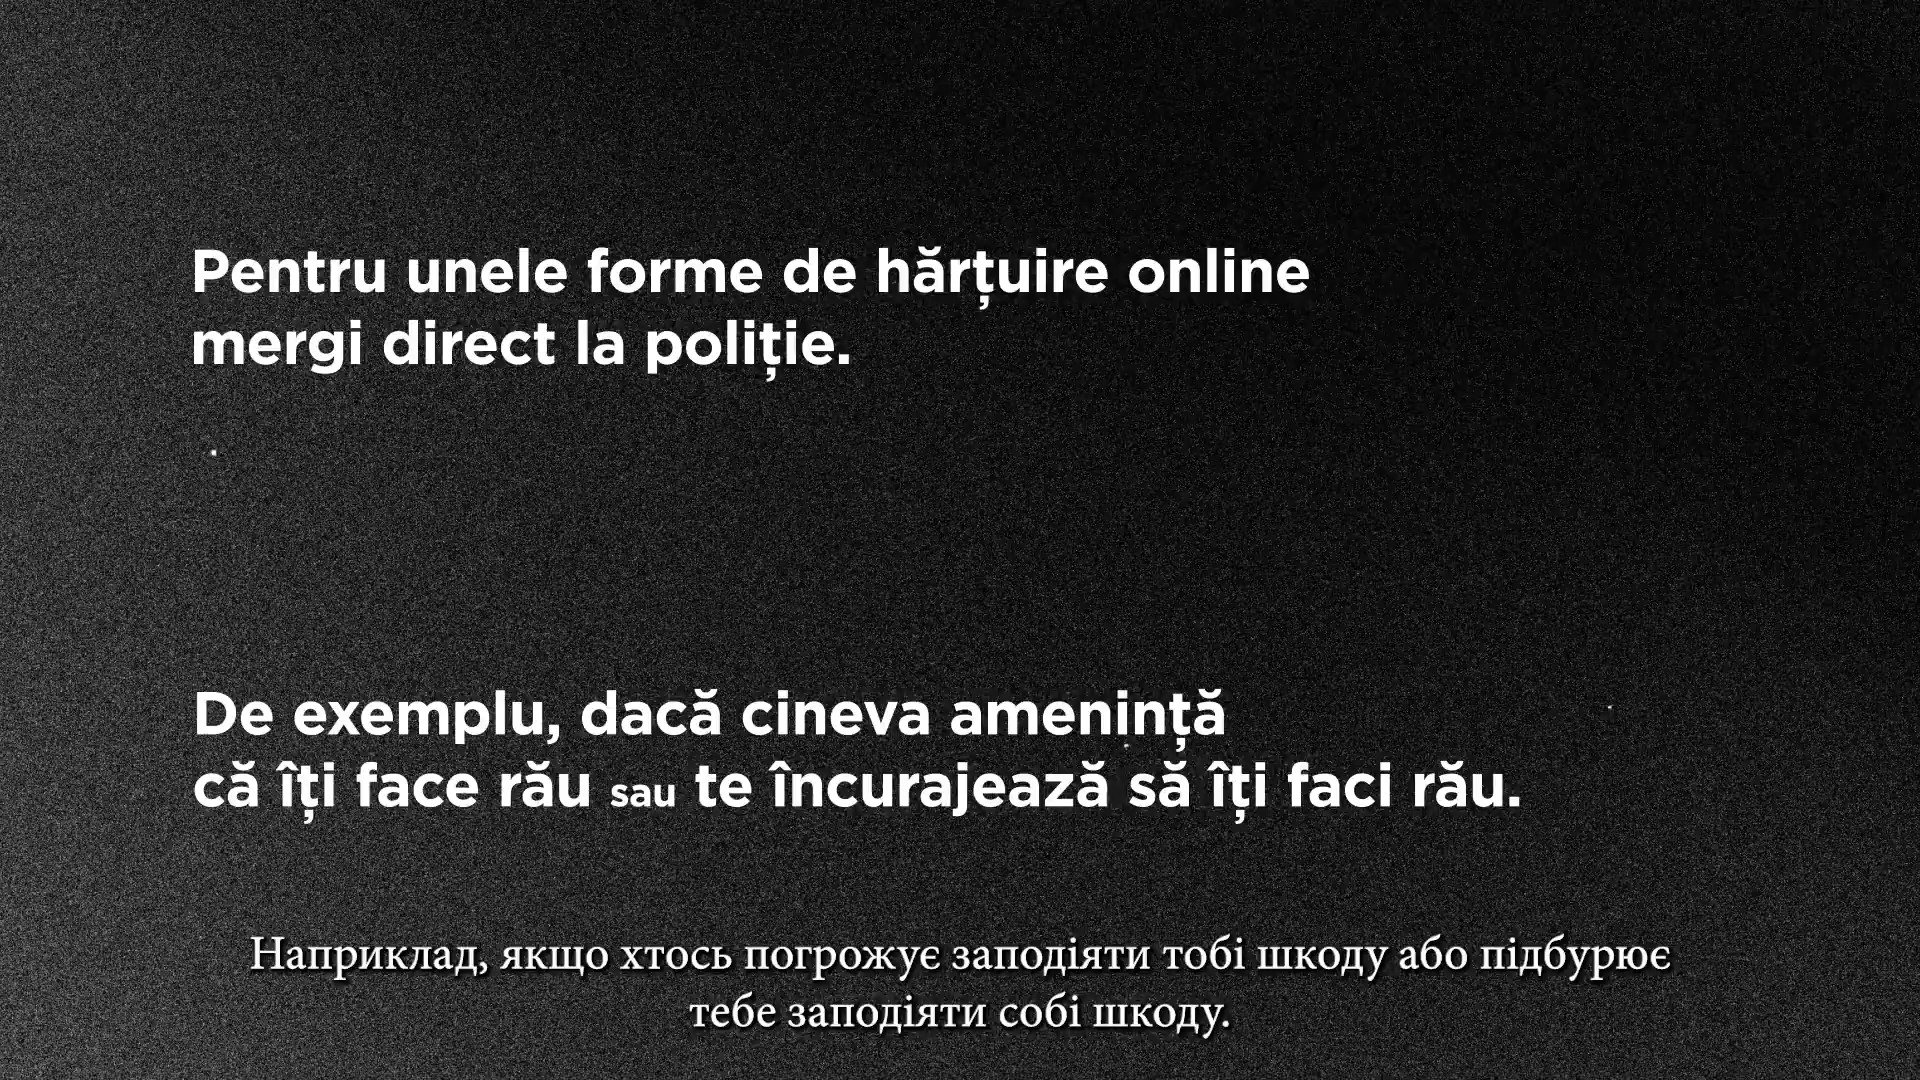 Pentru unele forme de hărțuire online
mergi direct la poliție.
De exemplu, dacă cineva amenință
că îți face rău sau te încurajează să îți faci rău.
Наприклад, якщо хтось погрожує заподіяти тобі шкоду або підбурює
тебе заподіяти собі шкоду.